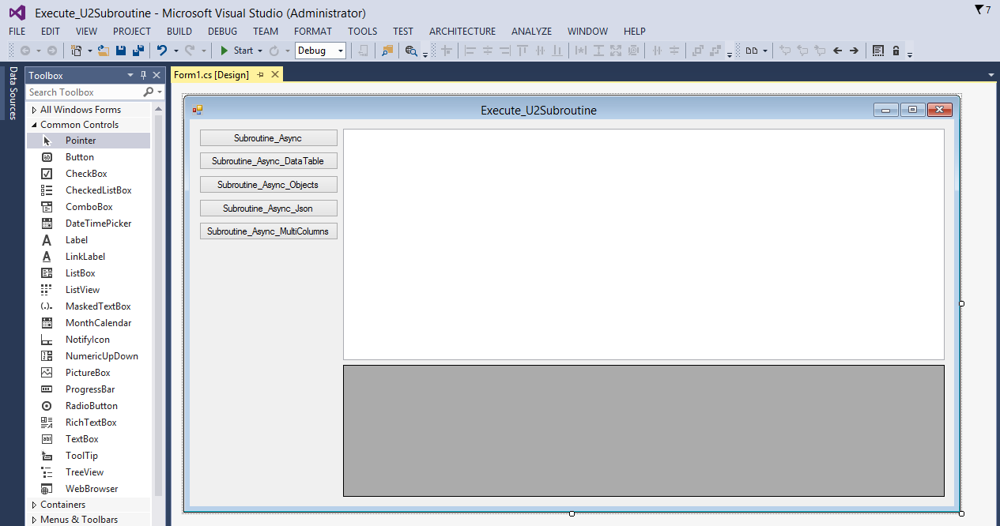 Execute_U2Subroutine - Microsoft Visual Studio (Administrator)
7
FILE EDIT VIEW PROJECT BUILD DEBUG TEAM FORMAT TOOLS TEST ARCHITECTURE ANALYZE WINDOW HELP
Start Debug
Data Sources
Toolbox
Search Toolbox
All Windows Forms
Common Controls
Pointer
Button
CheckBox
CheckedListBox
ComboBox
DateTimePicker
Label
LinkLabel
ListBox
ListView
MaskedTextBox
MonthCalendar
NotifyIcon
NumericUpDown
PictureBox
ProgressBar
RadioButton
RichTextBox
TextBox
ToolTip
TreeView
WebBrowser
Containers
Menus & Toolbars
Form1.cs [Design]
Execute_U2Subroutine
Subroutine_Async
Subroutine_Async_DataTable
Subroutine_Async_Objects
Subroutine_Async_Json
Subroutine_Async_MultiColumns